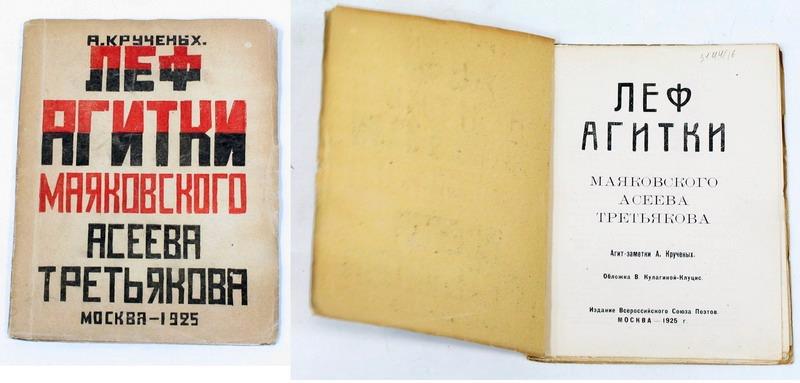 А. КРУЧЕНЫХ.
ЛЕФ
АГИТКИ
МАЯКОВСКОГО
АСЕЕВА
ТРЕТЬЯКОВА
МОСКВА—1925
ЛЕФ
АГИТКИ
МАЯКОВСКОГО
АСЕЕВА
ТРЕТЬЯКОВА
Агит-заметки А. Крученых.
Обложка В. Кулагиной-Клуцис.
Издание Всероссийского Союза Поэтов
МОСКВА — 1925 г.